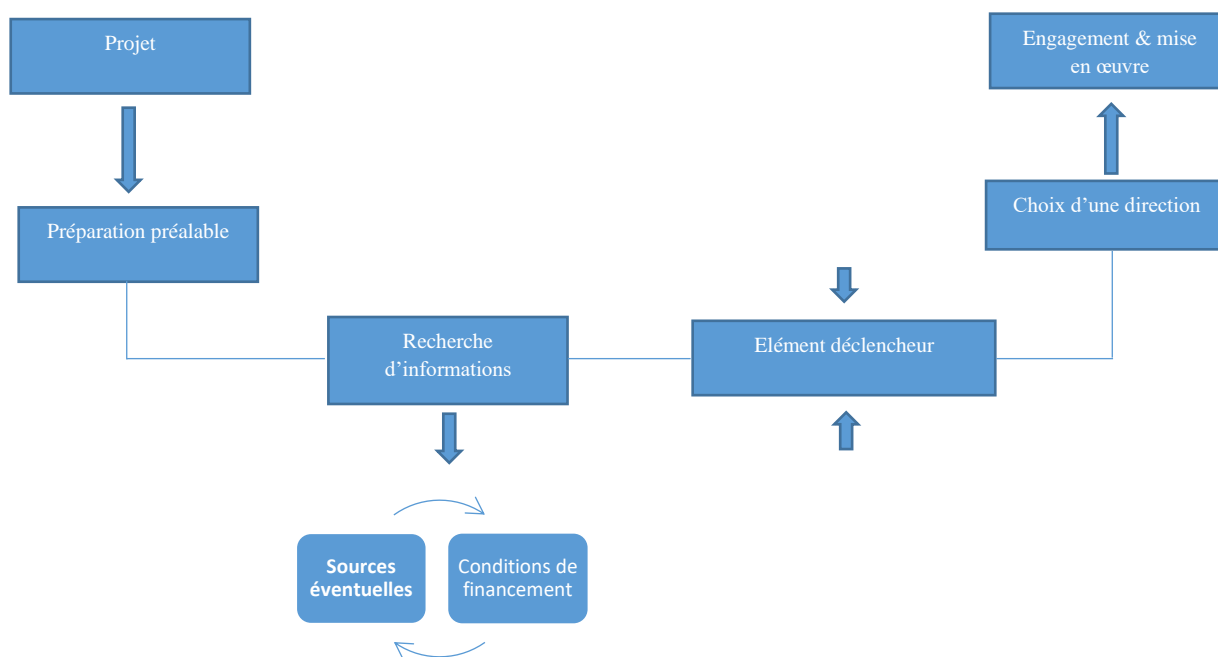 Projet
Préparation préalable
Recherche
d’informations
Sources
éventuelles
Conditions de
financement
Elément déclencheur
Choix d’une direction
Engagement & mise
en œuvre